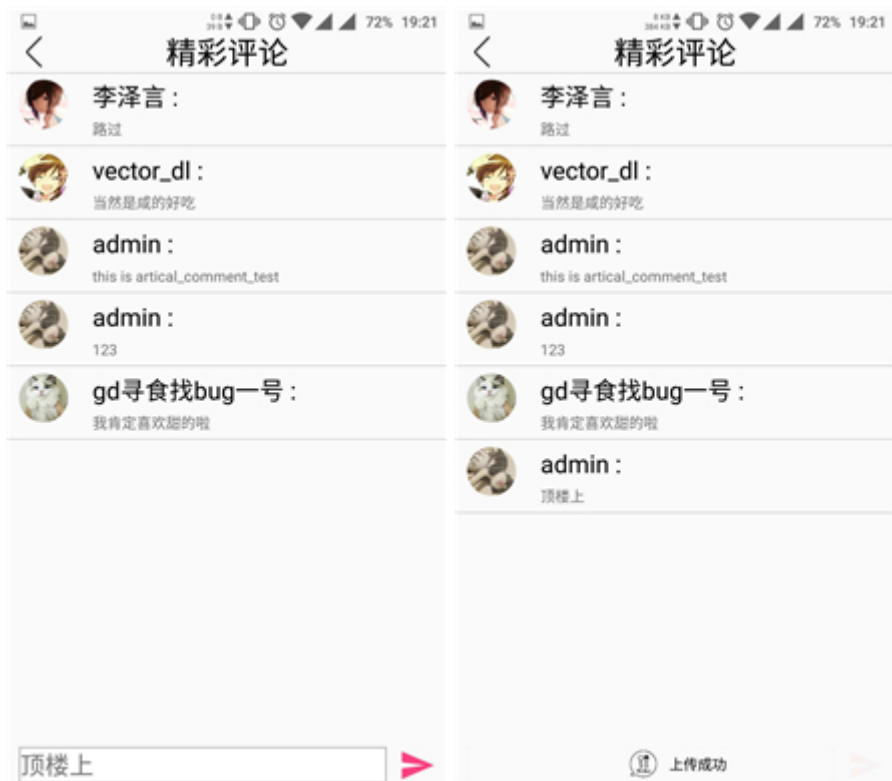 72% 19:21
精彩评论
李泽言 :
路过
vector_dl :
当然是咸的好吃
admin :
this is artical_comment_test
admin :
123
gd寻食找bug一号 :
我肯定喜欢甜的啦
顶楼上
72% 19:21
精彩评论
李泽言 :
路过
vector_dl :
当然是咸的好吃
admin :
this is artical_comment_test
admin :
123
gd寻食找bug一号 :
我肯定喜欢甜的啦
admin :
顶楼上
上传成功